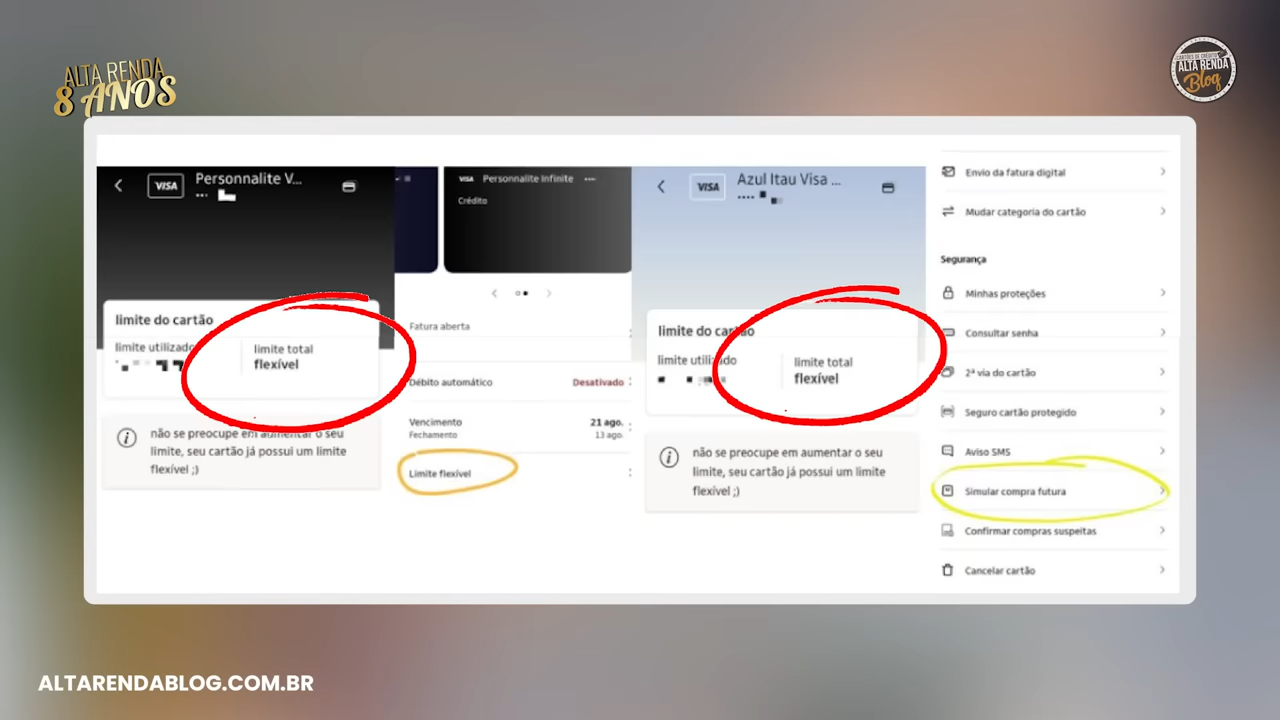 ALTA RENDA
8 ANOS
CARTÕES DE CRÉDITO
ALTA RENDA
Blog
VISA
Personnalite V...
limite do cartão
limite utilizado
limite total
flexível
não se preocupe em aumentar o seu
limite, seu cartão já possui um limite
flexível ;)
VISA Personnalite Infinite
Crédito
Fatura aberta
Débito automático Desativado
Vencimento 21 ago.
Fechamento 13 ago.
Limite flexível
VISA
Azul Itau Visa ...
limite do cartão
limite utilizado
limite total
flexível
não se preocupe em aumentar o seu
limite, seu cartão já possui um limite
flexível ;)
Envio da fatura digital
Mudar categoria do cartão
Segurança
Minhas proteções
Consultar senha
2ª via do cartão
Seguro cartão protegido
Aviso SMS
Simular compra futura
Confirmar compras suspeitas
Cancelar cartão
ALTARENDABLOG.COM.BR